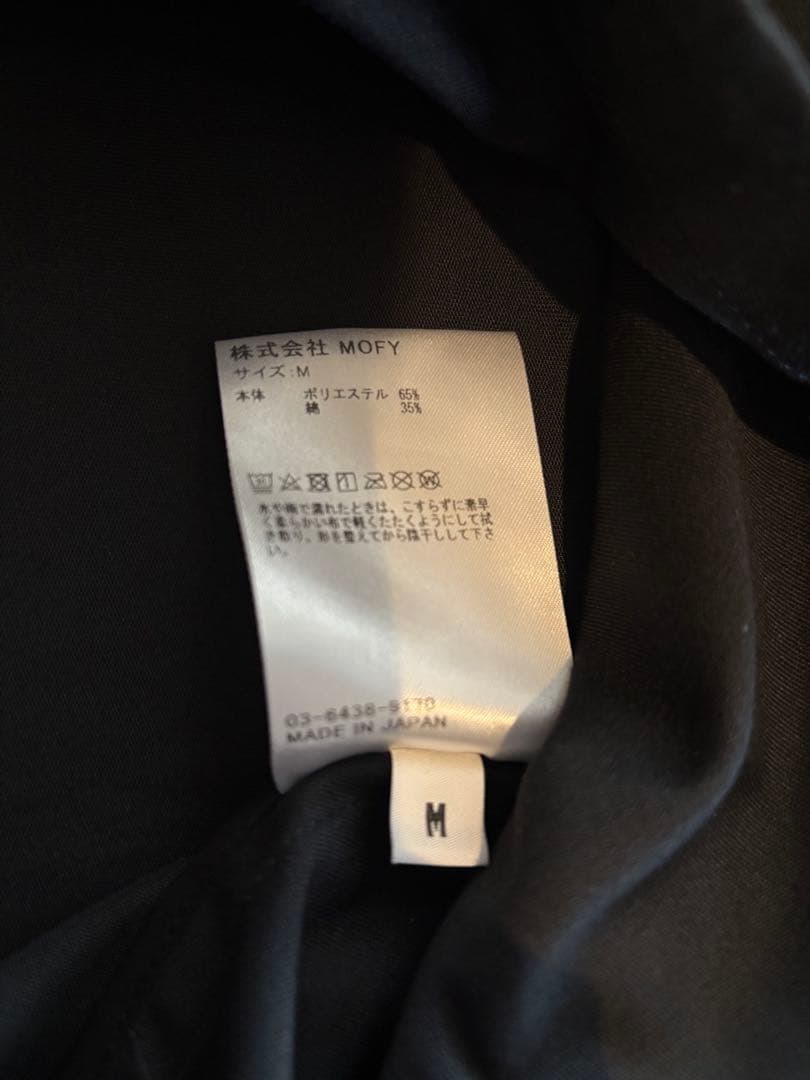 株式会社 MOFY
サイズ:M
本体 ポリエステル 65%
綿 35%
水や雨で濡れたときは、こすらずに素早
く柔らかい布で軽くたたくようにして拭
き取り、形を整えてから陰干しして下さ
い。
03-6438-9170
MADE IN JAPAN
M